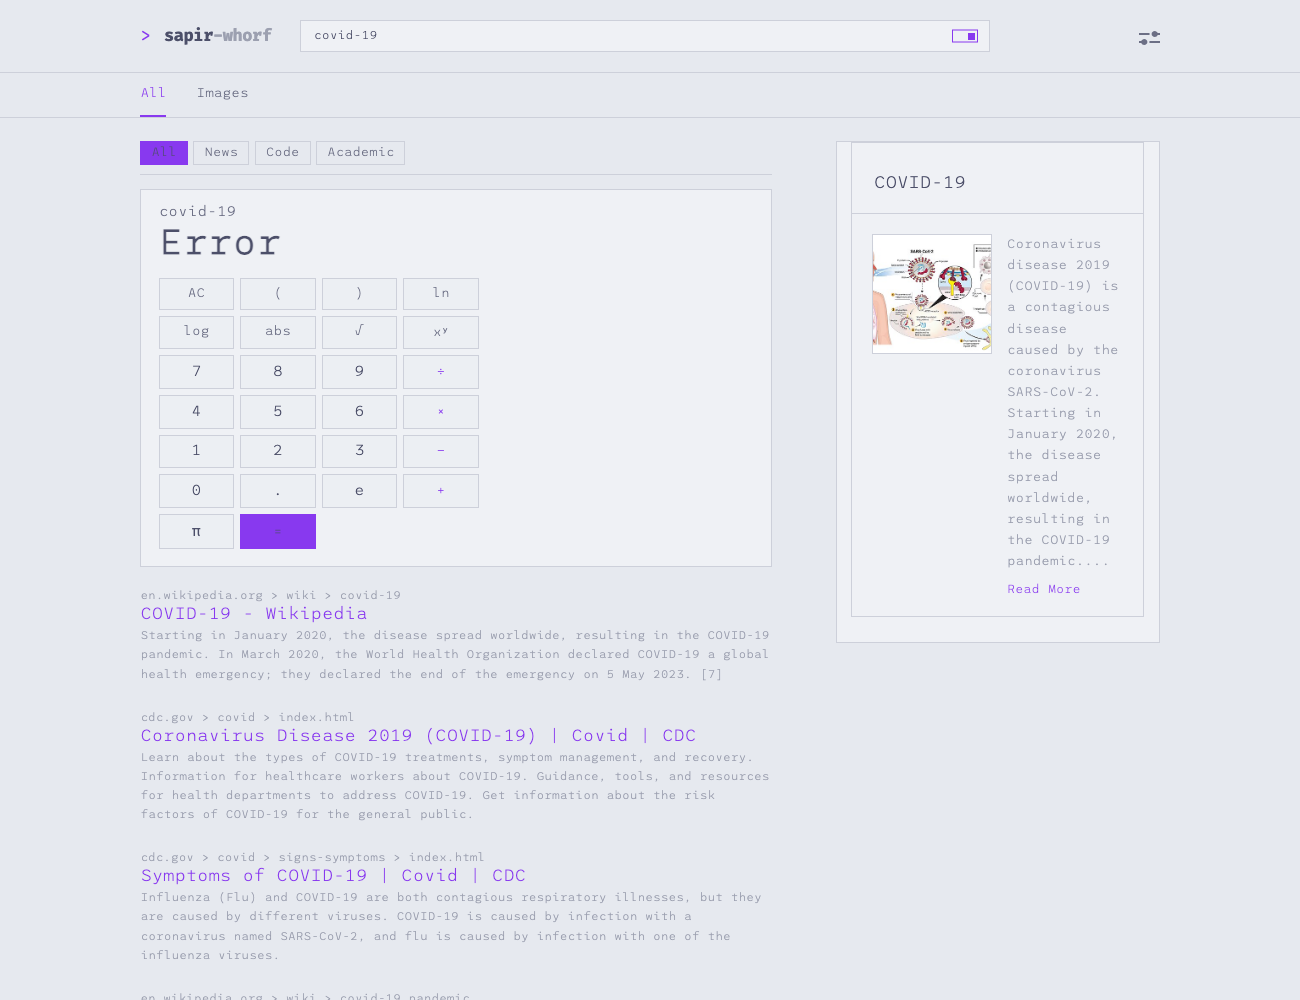 > sapir-whorf
covid-19
All Images
All News Code Academic
covid-19
Error
AC ( ) ln
log abs √ xʸ
7 8 9 ÷
4 5 6 ×
1 2 3 −
0 . e +
π =
en.wikipedia.org > wiki > covid-19
COVID-19 - Wikipedia
Starting in January 2020, the disease spread worldwide, resulting in the COVID-19
pandemic. In March 2020, the World Health Organization declared COVID-19 a global
health emergency; they declared the end of the emergency on 5 May 2023. [7]
cdc.gov > covid > index.html
Coronavirus Disease 2019 (COVID-19) | Covid | CDC
Learn about the types of COVID-19 treatments, symptom management, and recovery.
Information for healthcare workers about COVID-19. Guidance, tools, and resources
for health departments to address COVID-19. Get information about the risk
factors of COVID-19 for the general public.
cdc.gov > covid > signs-symptoms > index.html
Symptoms of COVID-19 | Covid | CDC
Influenza (Flu) and COVID-19 are both contagious respiratory illnesses, but they
are caused by different viruses. COVID-19 is caused by infection with a
coronavirus named SARS-CoV-2, and flu is caused by infection with one of the
influenza viruses.
en.wikipedia.org > wiki > covid-19_pandemic
COVID-19
SARS-CoV-2
Coronavirus
disease 2019
(COVID-19) is
a contagious
disease
caused by the
coronavirus
SARS-CoV-2.
Starting in
January 2020,
the disease
spread
worldwide,
resulting in
the COVID-19
pandemic....
Read More